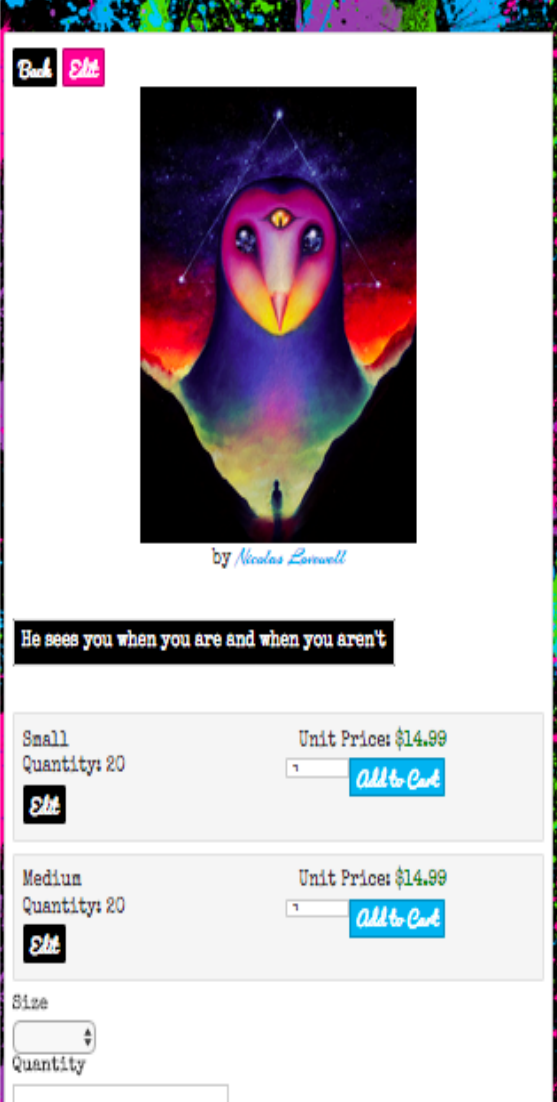 Back Edit
by Nicolas Lovewell
He sees you when you are and when you aren't
Small
Unit Price: $14.99
Quantity: 20
Add to Cart
Edit
Medium
Unit Price: $14.99
Quantity: 20
Add to Cart
Edit
Size
Quantity